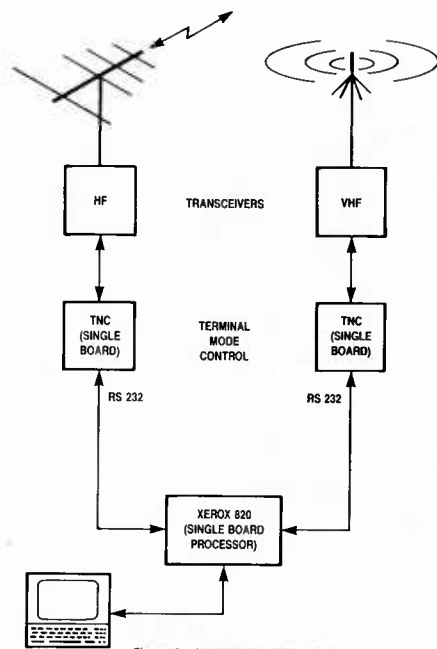 HF
TRANSCEIVERS
VHF
TNC
(SINGLE
BOARD)
TERMINAL
MODE
CONTROL
TNC
(SINGLE
BOARD)
RS 232
RS 232
XEROX 820
(SINGLE BOARD
PROCESSOR)